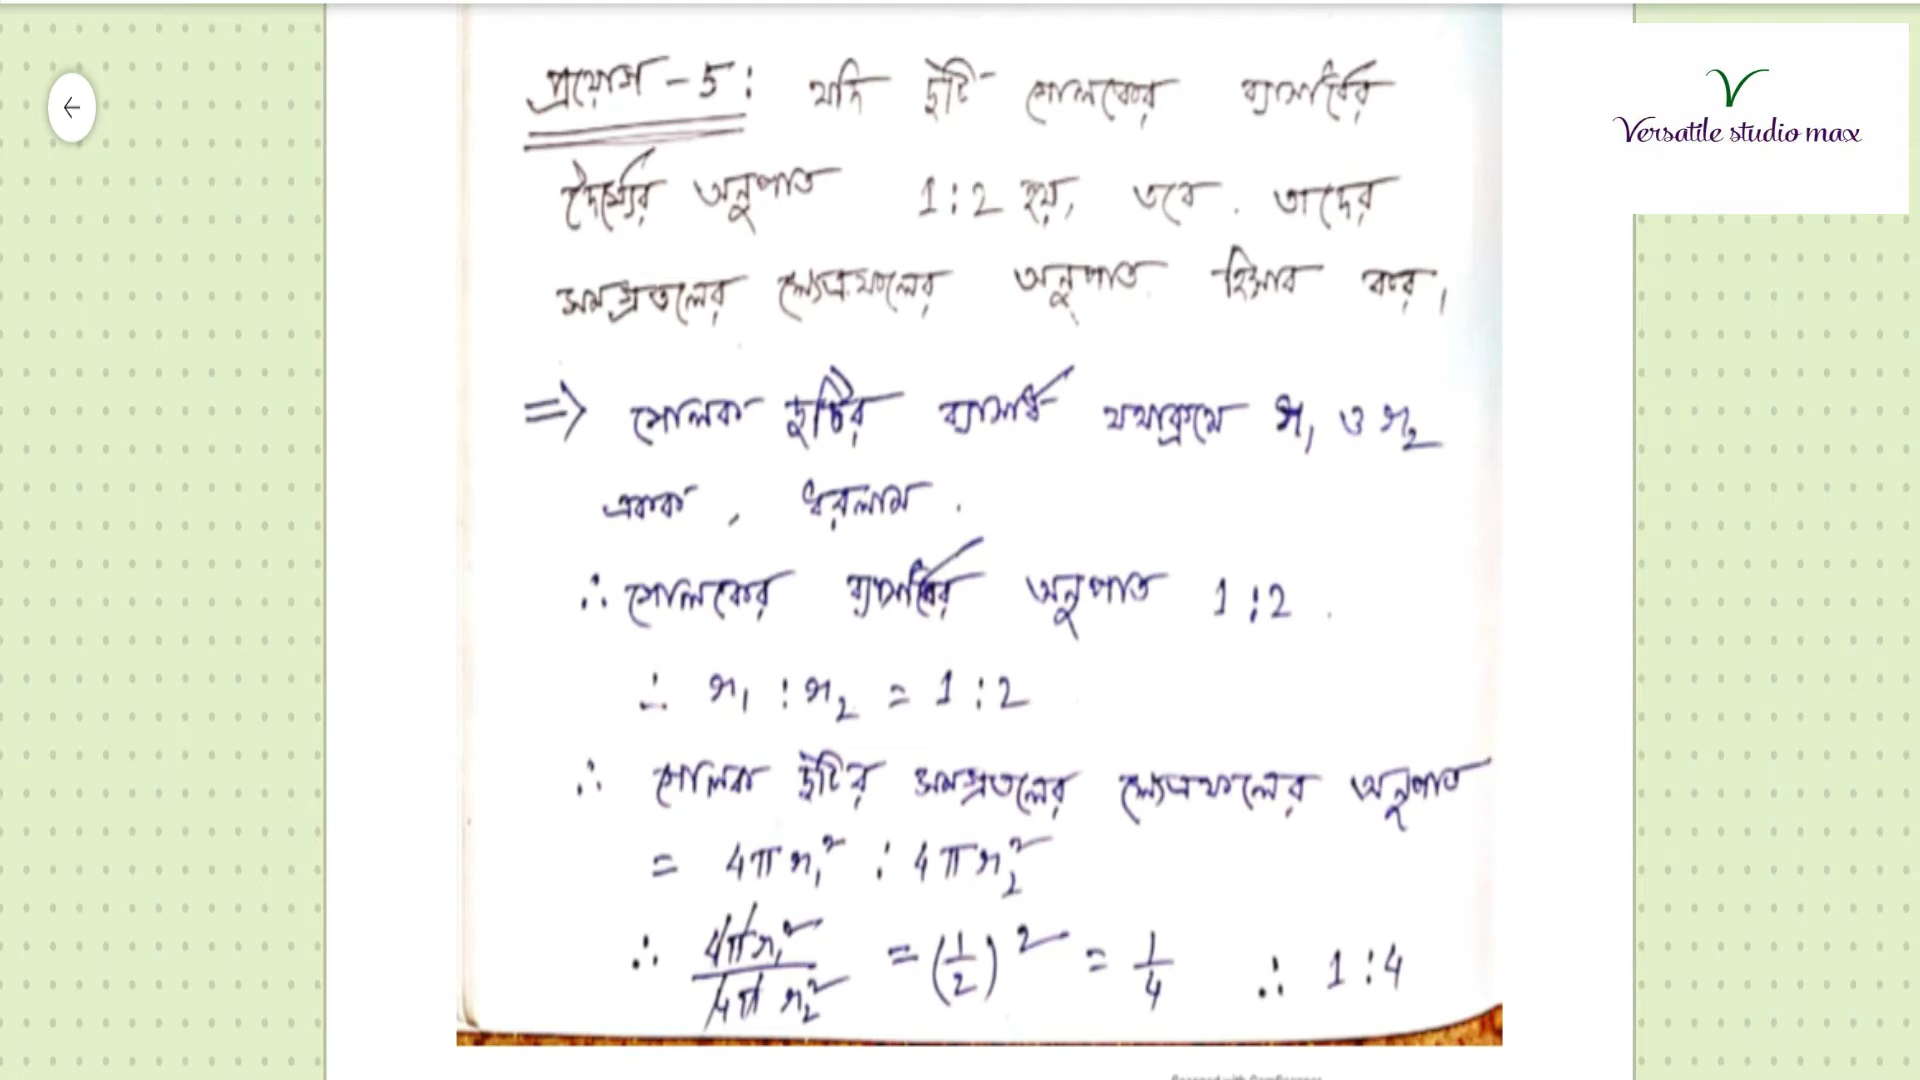 Versatile studio max
প্রয়োগ - 5: যদি দুটি গোলকের ব্যাসার্ধের
দৈর্ঘ্যের অনুপাত 1:2 হয়, তবে তাদের
সমগ্রতলের ক্ষেত্রফলের অনুপাত হিসাব কর।
⇒ গোলক দুটির ব্যাসার্ধ যথাক্রমে r₁ ও r₂
একক, ধরলাম.
∴ গোলকের ব্যাসার্ধের অনুপাত 1:2.
∴ r₁ : r₂ = 1:2
∴ গোলক দুটির সমগ্রতলের ক্ষেত্রফলের অনুপাত
= 4πr₁² : 4πr₂²
∴ 4πr₁²/4πr₂² = (1/2)² = 1/4 ∴ 1:4